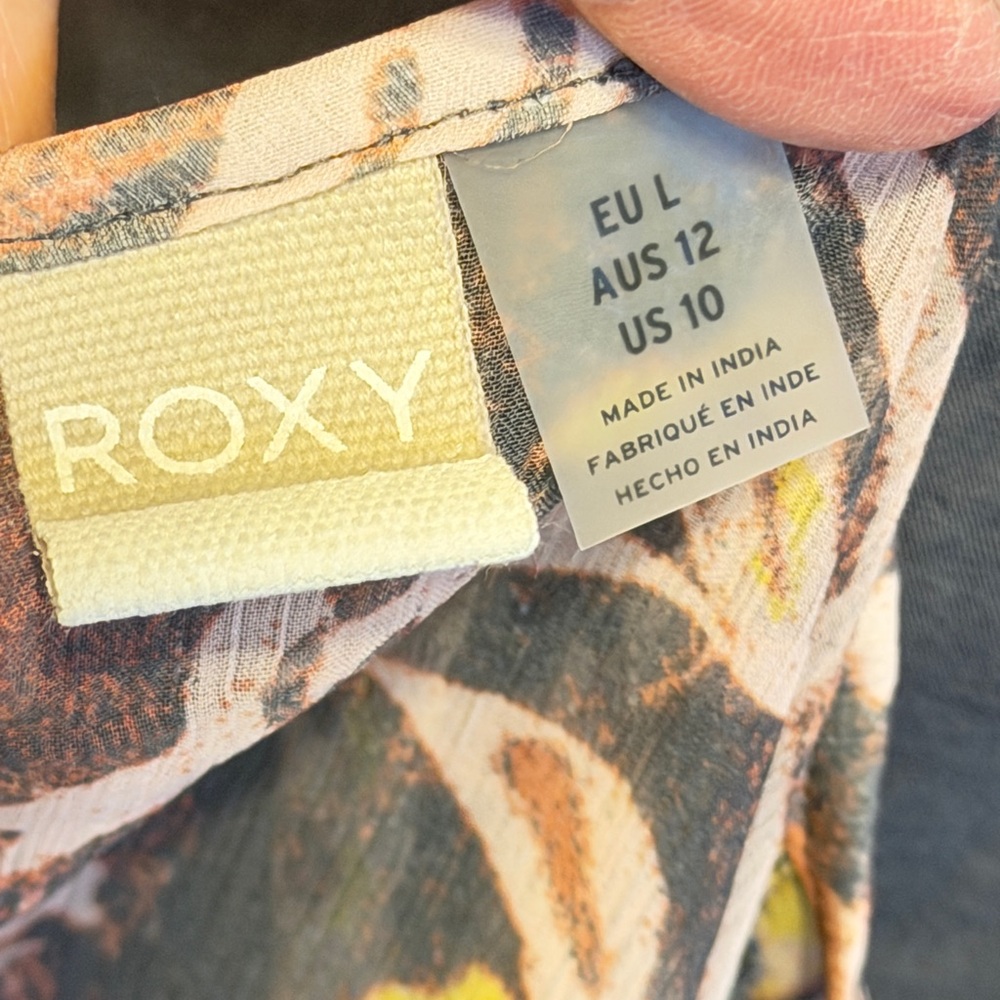 ROXY
EU L
AUS 12
US 10
MADE IN INDIA
FABRIQUÉ EN INDE
HECHO EN INDIA